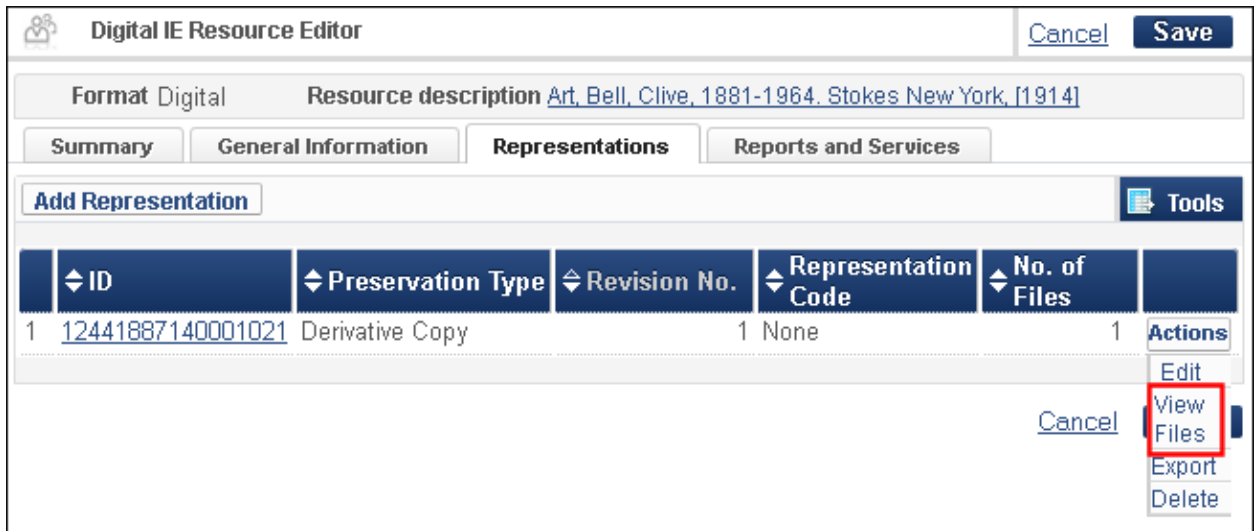 Digital IE Resource Editor Cancel Save
Format Digital Resource description Art, Bell, Clive, 1881-1964. Stokes New York, [1914]
Summary General Information Representations Reports and Services
Add Representation Tools
ID Preservation Type Revision No. Representation Code No. of Files
1 12441887140001021 Derivative Copy 1 None 1 Actions
Edit
View
Files
Cancel
Export
Delete